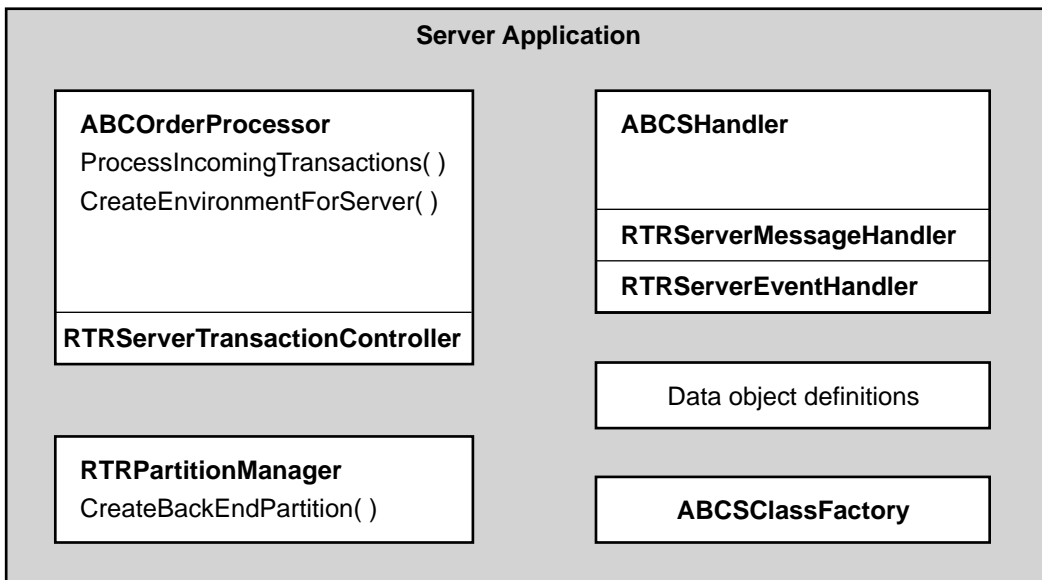 Server Application
ABCOrderProcessor
ProcessIncomingTransactions( )
CreateEnvironmentForServer( )
RTRServerTransactionController
RTRPartitionManager
CreateBackEndPartition( )
ABCSHandler
RTRServerMessageHandler
RTRServerEventHandler
Data object definitions
ABCSClassFactory